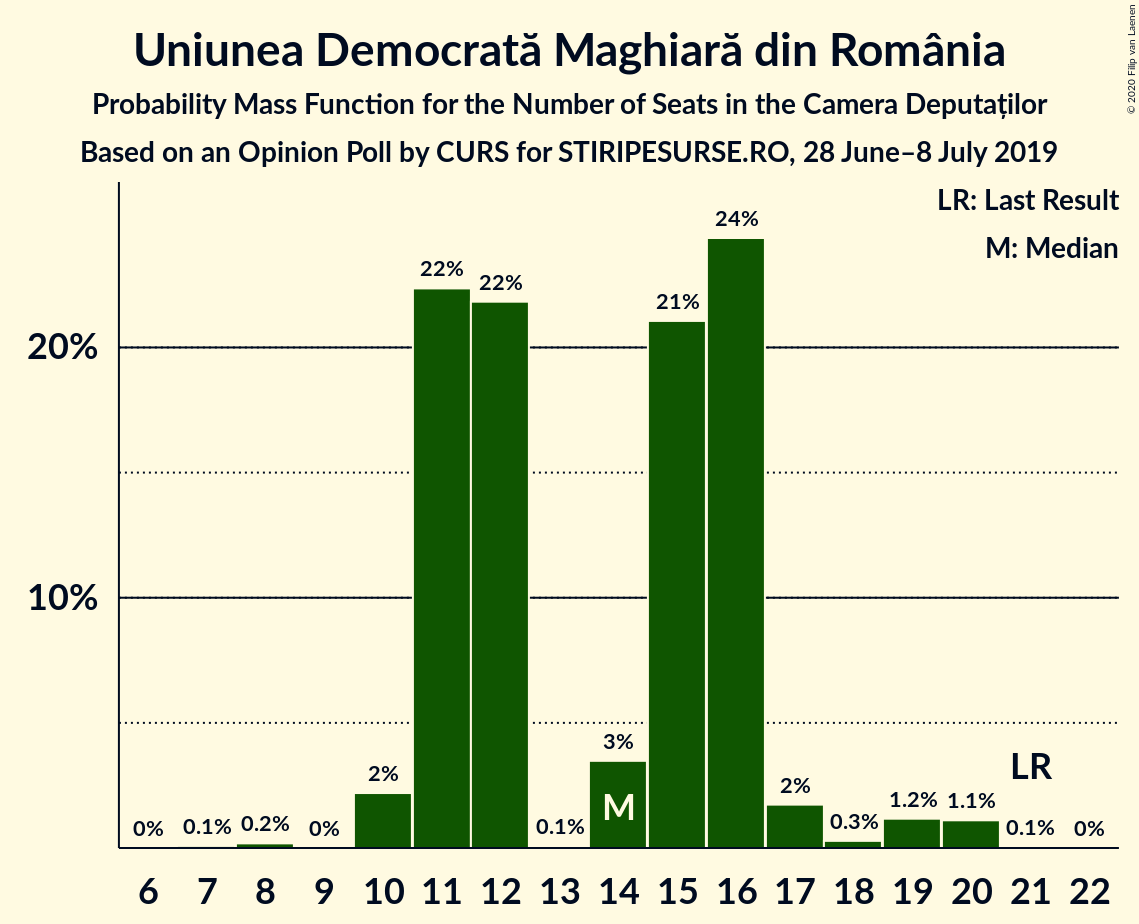 Uniunea Democrată Maghiară din România
Probability Mass Function for the Number of Seats in the Camera Deputaților
Based on an Opinion Poll by CURS for STIRIPESURSE.RO, 28 June–8 July 2019
© 2020 Filip van Laenen
LR: Last Result
M: Median
20%
10%
0% 0.1% 0.2% 0% 2% 22% 22% 0.1% 3% 21% 24% 2% 0.3% 1.2% 1.1% 0.1% 0%
M
LR
6 7 8 9 10 11 12 13 14 15 16 17 18 19 20 21 22